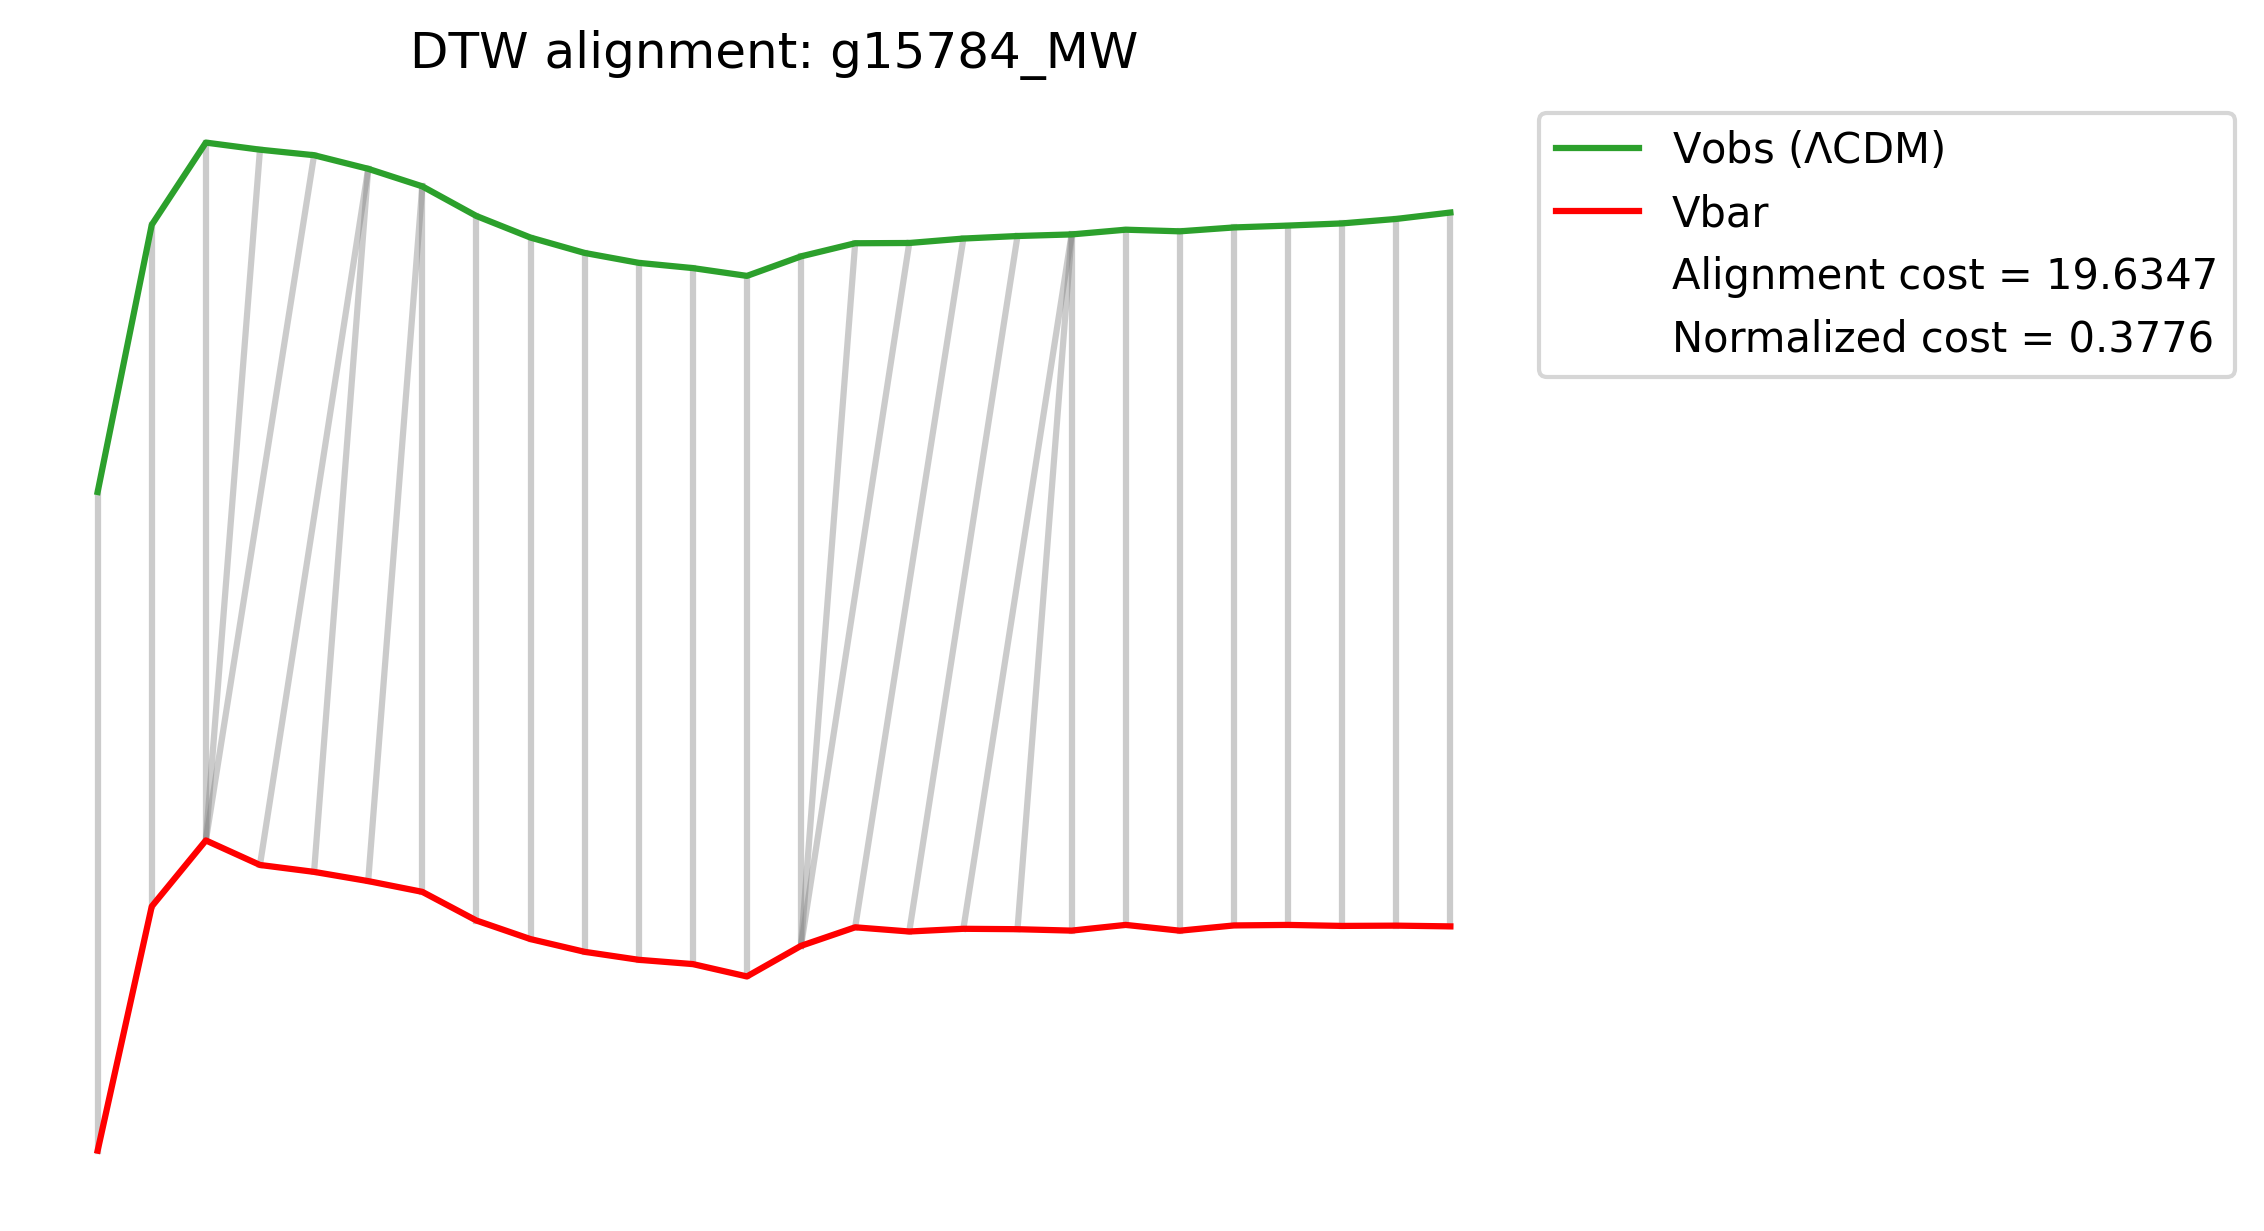 DTW alignment: g15784_MW
Vobs (ΛCDM)
Vbar
Alignment cost = 19.6347
Normalized cost = 0.3776